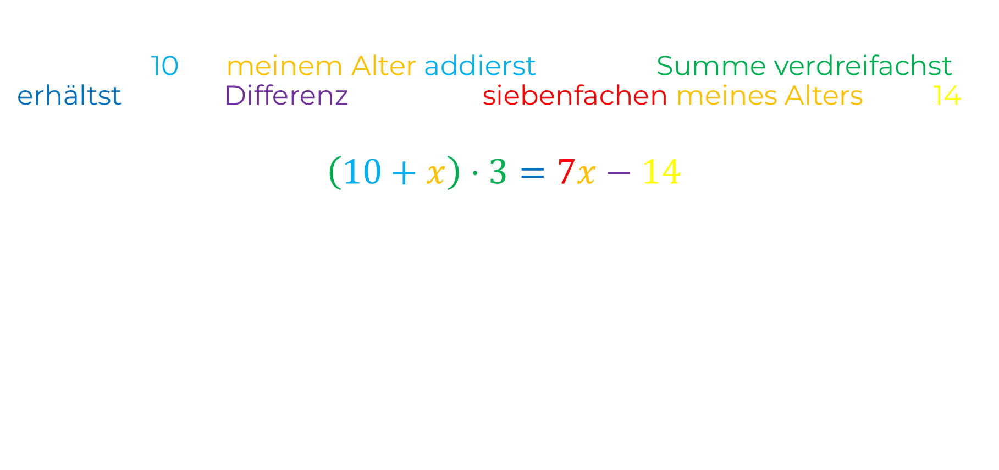 10 meinem Alter addierst Summe verdreifachst
erhältst Differenz siebenfachen meines Alters 14
(10 + x) · 3 = 7x − 14